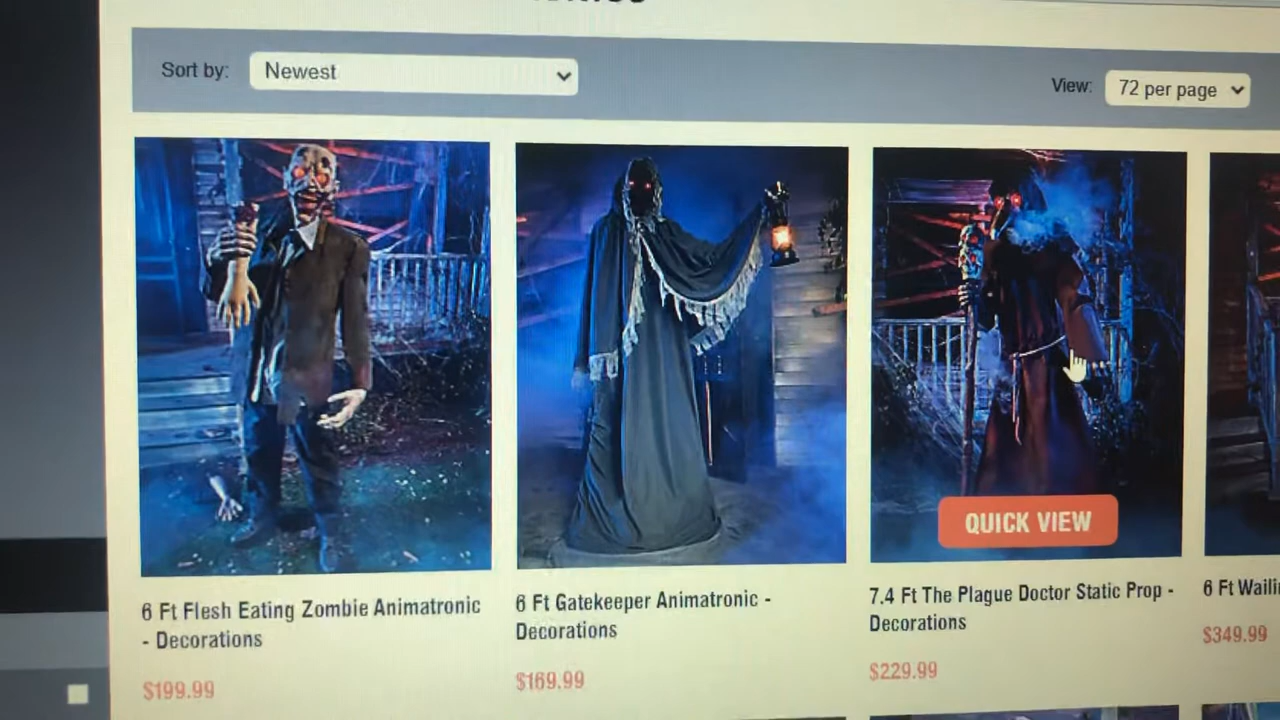 Sort by: Newest
View: 72 per page
QUICK VIEW
6 Ft Flesh Eating Zombie Animatronic
- Decorations
$199.99
6 Ft Gatekeeper Animatronic -
Decorations
$169.99
7.4 Ft The Plague Doctor Static Prop -
Decorations
$229.99
6 Ft
$349.99